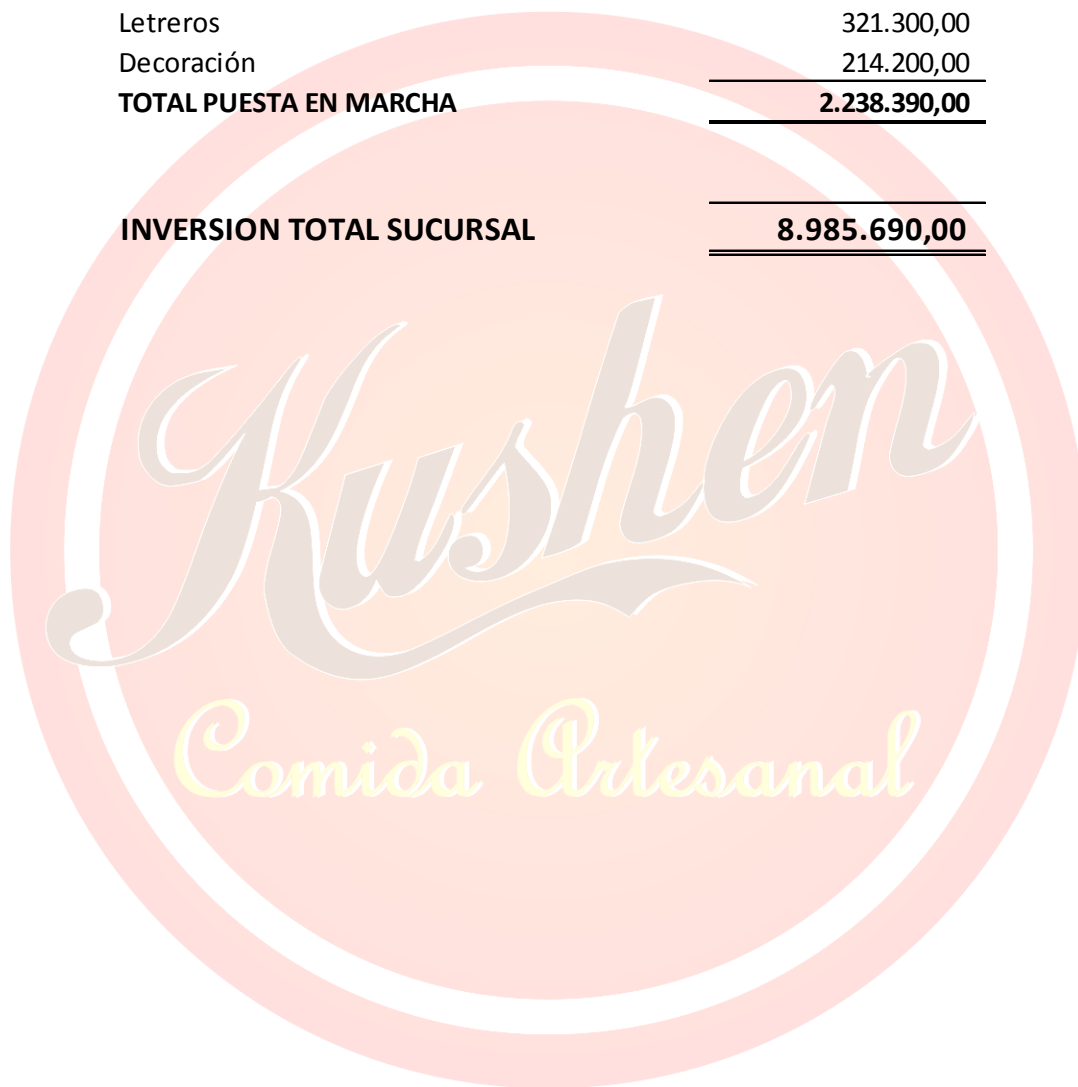 Letreros 321.300,00
Decoración 214.200,00
TOTAL PUESTA EN MARCHA 2.238.390,00
INVERSION TOTAL SUCURSAL 8.985.690,00
Kushen
Comida Artesanal